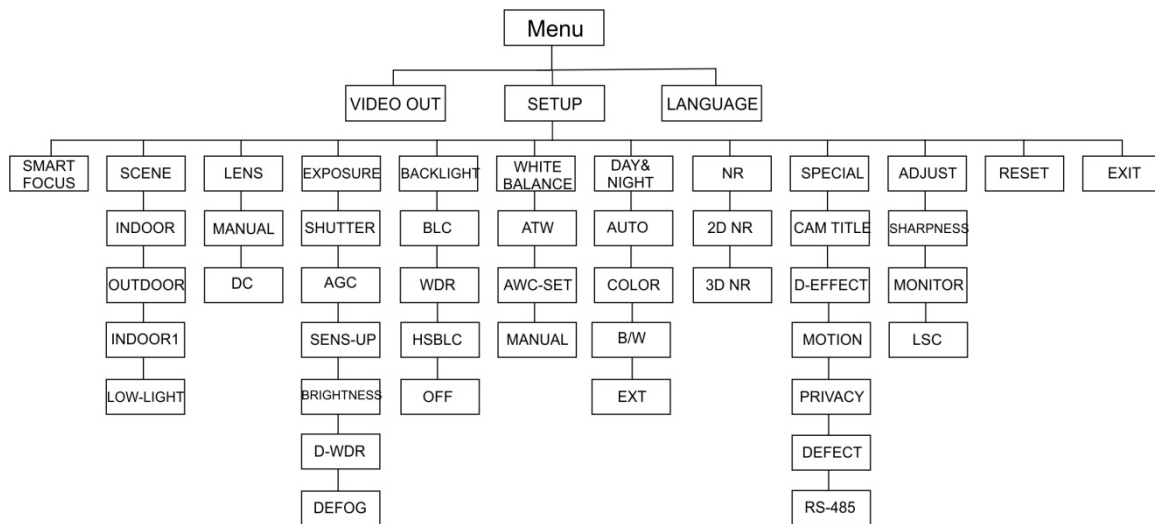 Menu
VIDEO OUT
SETUP
LANGUAGE
SMART
FOCUS
SCENE
LENS
EXPOSURE
BACKLIGHT
WHITE
BALANCE
DAY&
NIGHT
NR
SPECIAL
ADJUST
RESET
EXIT
INDOOR
MANUAL
SHUTTER
BLC
ATW
AUTO
2D NR
CAM TITLE
SHARPNESS
OUTDOOR
DC
AGC
WDR
AWC-SET
COLOR
3D NR
D-EFFECT
MONITOR
INDOOR1
SENS-UP
HSBLC
MANUAL
B/W
MOTION
LSC
LOW-LIGHT
BRIGHTNESS
OFF
EXT
PRIVACY
D-WDR
DEFECT
DEFOG
RS-485